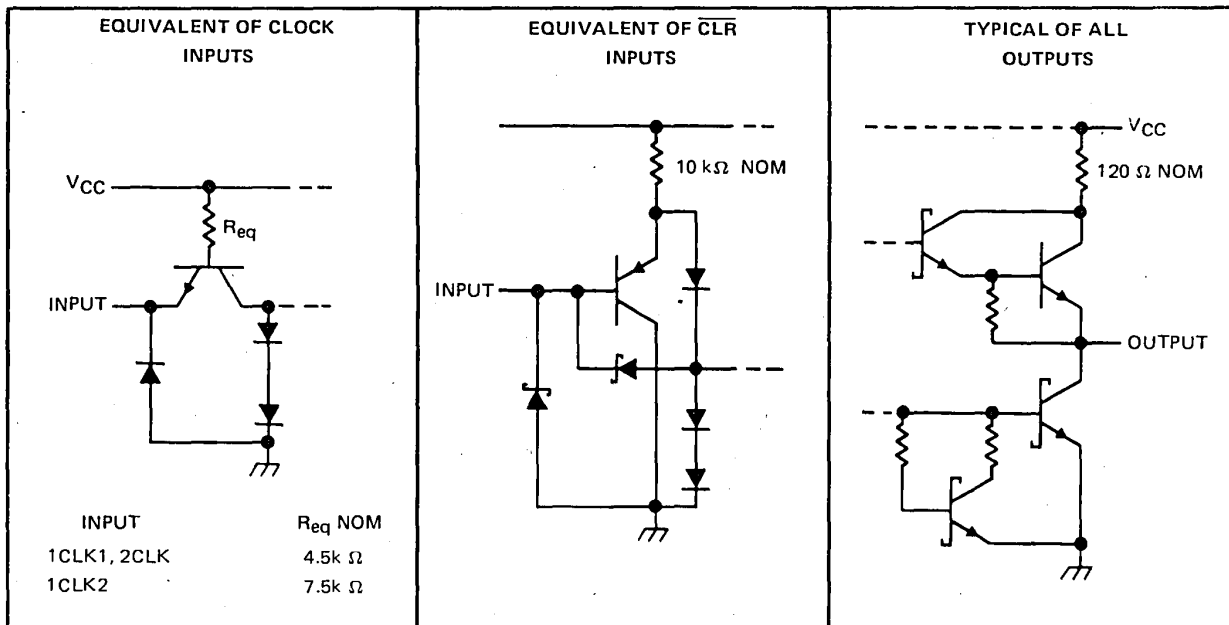 EQUIVALENT OF CLOCK
INPUTS
VCC
Req
INPUT
INPUT Req NOM
1CLK1, 2CLK 4.5k Ω
1CLK2 7.5k Ω
EQUIVALENT OF CLR
INPUTS
10 kΩ NOM
INPUT
TYPICAL OF ALL
OUTPUTS
VCC
120 Ω NOM
OUTPUT